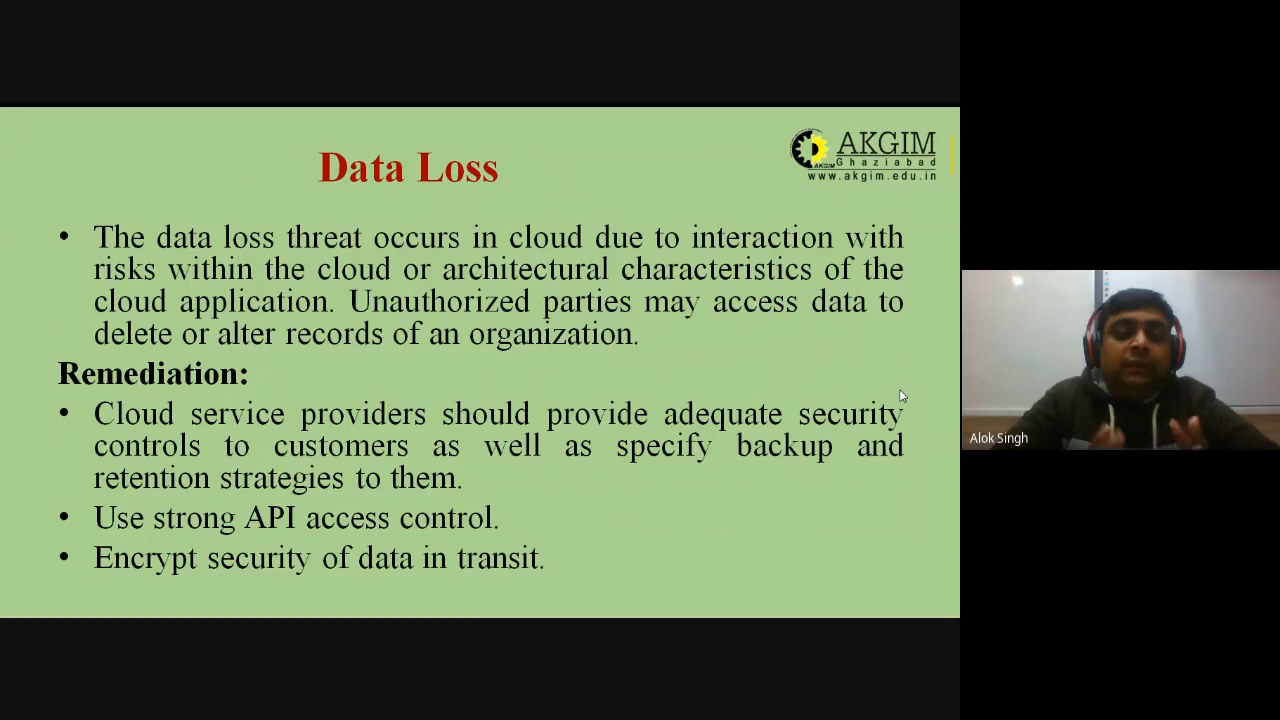 Data Loss
AKGIM
Ghaziabad
AKGIM
www.akgim.edu.in
• The data loss threat occurs in cloud due to interaction with
risks within the cloud or architectural characteristics of the
cloud application. Unauthorized parties may access data to
delete or alter records of an organization.
Remediation:
• Cloud service providers should provide adequate security
controls to customers as well as specify backup and
retention strategies to them.
• Use strong API access control.
• Encrypt security of data in transit.
Alok Singh